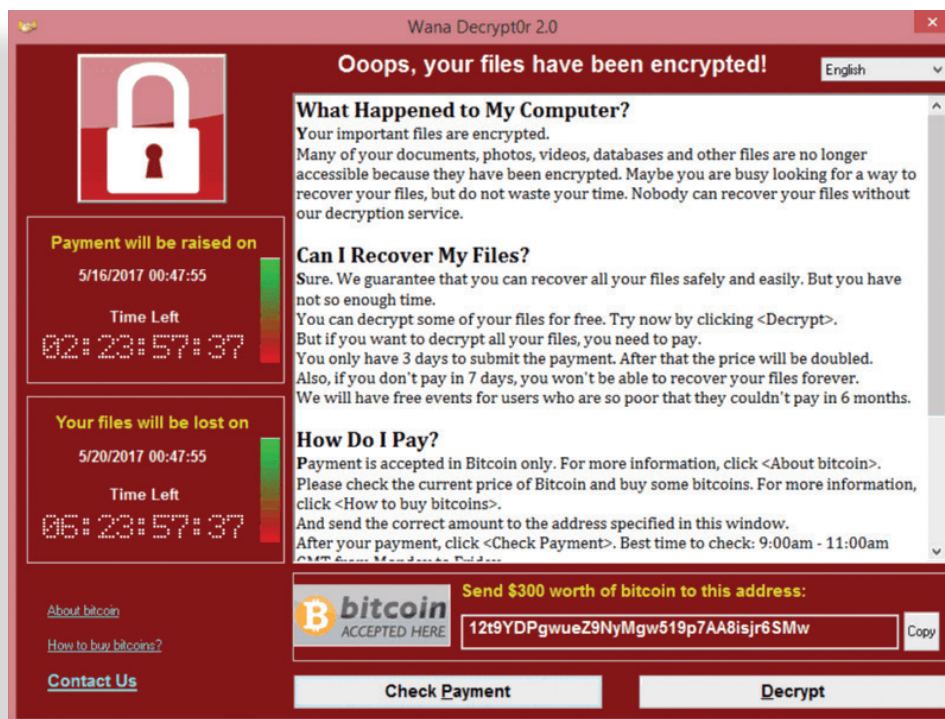 Wana Decrypt0r 2.0
Ooops, your files have been encrypted!
English
What Happened to My Computer?
Your important files are encrypted.
Many of your documents, photos, videos, databases and other files are no longer
accessible because they have been encrypted. Maybe you are busy looking for a way to
recover your files, but do not waste your time. Nobody can recover your files without
our decryption service.
Can I Recover My Files?
Sure. We guarantee that you can recover all your files safely and easily. But you have
not so enough time.
You can decrypt some of your files for free. Try now by clicking <Decrypt>.
But if you want to decrypt all your files, you need to pay.
You only have 3 days to submit the payment. After that the price will be doubled.
Also, if you don't pay in 7 days, you won't be able to recover your files forever.
We will have free events for users who are so poor that they couldn't pay in 6 months.
How Do I Pay?
Payment is accepted in Bitcoin only. For more information, click <About bitcoin>.
Please check the current price of Bitcoin and buy some bitcoins. For more information,
click <How to buy bitcoins>.
And send the correct amount to the address specified in this window.
After your payment, click <Check Payment>. Best time to check: 9:00am - 11:00am
GMT from Monday to Friday
Payment will be raised on
5/16/2017 00:47:55
Time Left
02:23:57:37
Your files will be lost on
5/20/2017 00:47:55
Time Left
06:23:57:37
About bitcoin
How to buy bitcoins?
Contact Us
bitcoin
ACCEPTED HERE
Send $300 worth of bitcoin to this address:
12t9YDPgwueZ9NyMgw519p7AA8isjr6SMw
Copy
Check Payment
Decrypt